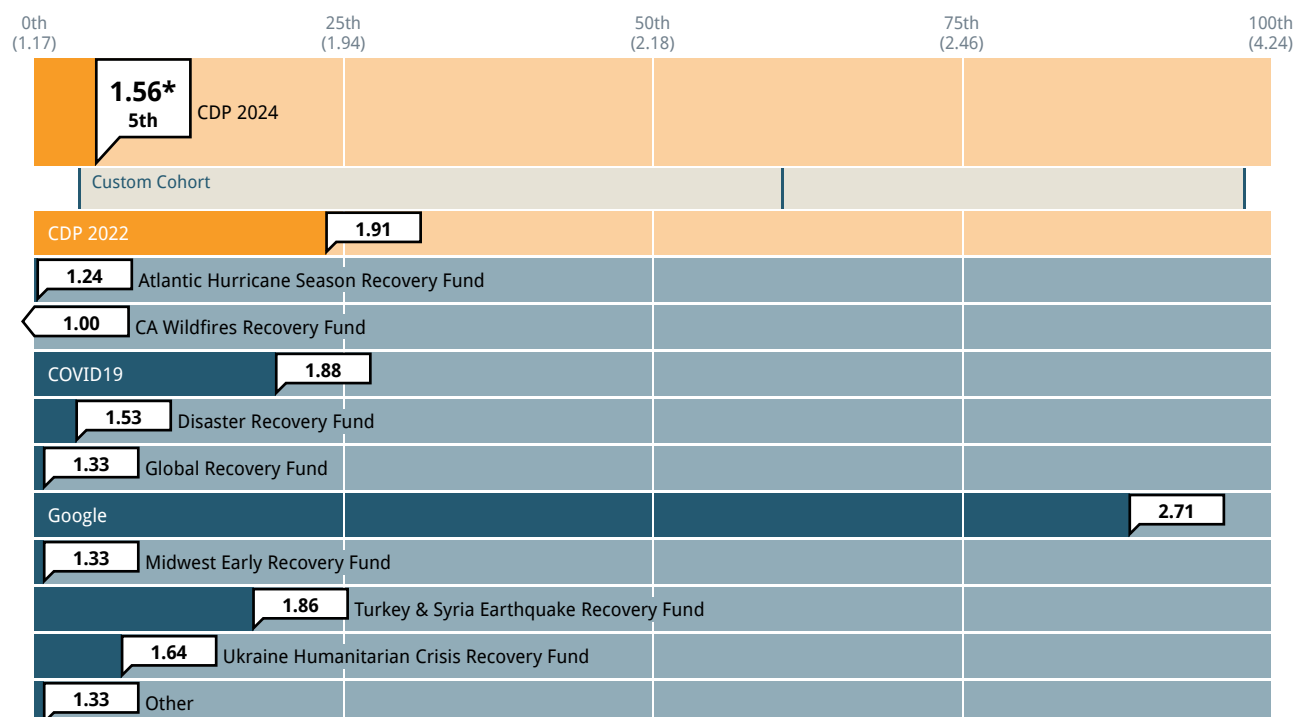 0th 25th 50th 75th 100th
(1.17) (1.94) (2.18) (2.46) (4.24)
1.56*
5th
CDP 2024
Custom Cohort
CDP 2022 1.91
1.24 Atlantic Hurricane Season Recovery Fund
1.00 CA Wildfires Recovery Fund
COVID19 1.88
1.53 Disaster Recovery Fund
1.33 Global Recovery Fund
Google 2.71
1.33 Midwest Early Recovery Fund
1.86 Turkey & Syria Earthquake Recovery Fund
1.64 Ukraine Humanitarian Crisis Recovery Fund
1.33 Other